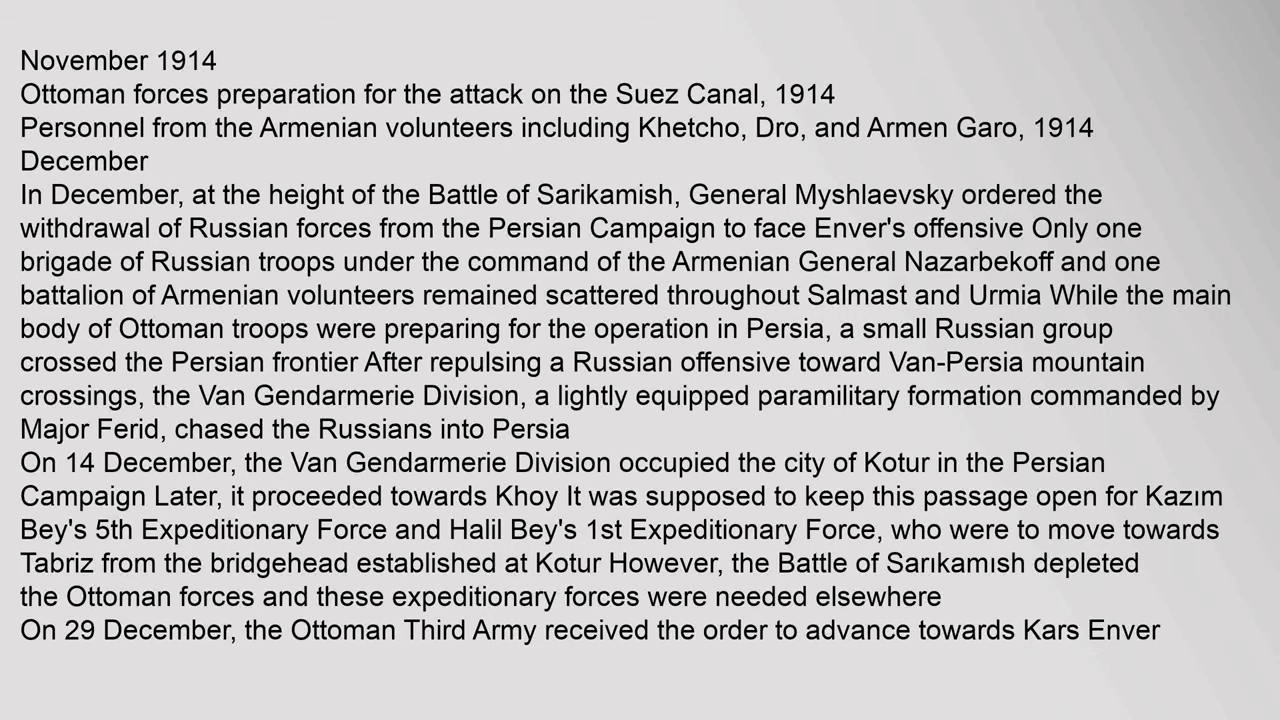 November 1914
Ottoman forces preparation for the attack on the Suez Canal, 1914
Personnel from the Armenian volunteers including Khetcho, Dro, and Armen Garo, 1914
December
In December, at the height of the Battle of Sarikamish, General Myshlaevsky ordered the
withdrawal of Russian forces from the Persian Campaign to face Enver's offensive Only one
brigade of Russian troops under the command of the Armenian General Nazarbekoff and one
battalion of Armenian volunteers remained scattered throughout Salmast and Urmia While the main
body of Ottoman troops were preparing for the operation in Persia, a small Russian group
crossed the Persian frontier After repulsing a Russian offensive toward Van-Persia mountain
crossings, the Van Gendarmerie Division, a lightly equipped paramilitary formation commanded by
Major Ferid, chased the Russians into Persia
On 14 December, the Van Gendarmerie Division occupied the city of Kotur in the Persian
Campaign Later, it proceeded towards Khoy It was supposed to keep this passage open for Kazım
Bey's 5th Expeditionary Force and Halil Bey's 1st Expeditionary Force, who were to move towards
Tabriz from the bridgehead established at Kotur However, the Battle of Sarıkamısh depleted
the Ottoman forces and these expeditionary forces were needed elsewhere
On 29 December, the Ottoman Third Army received the order to advance towards Kars Enver